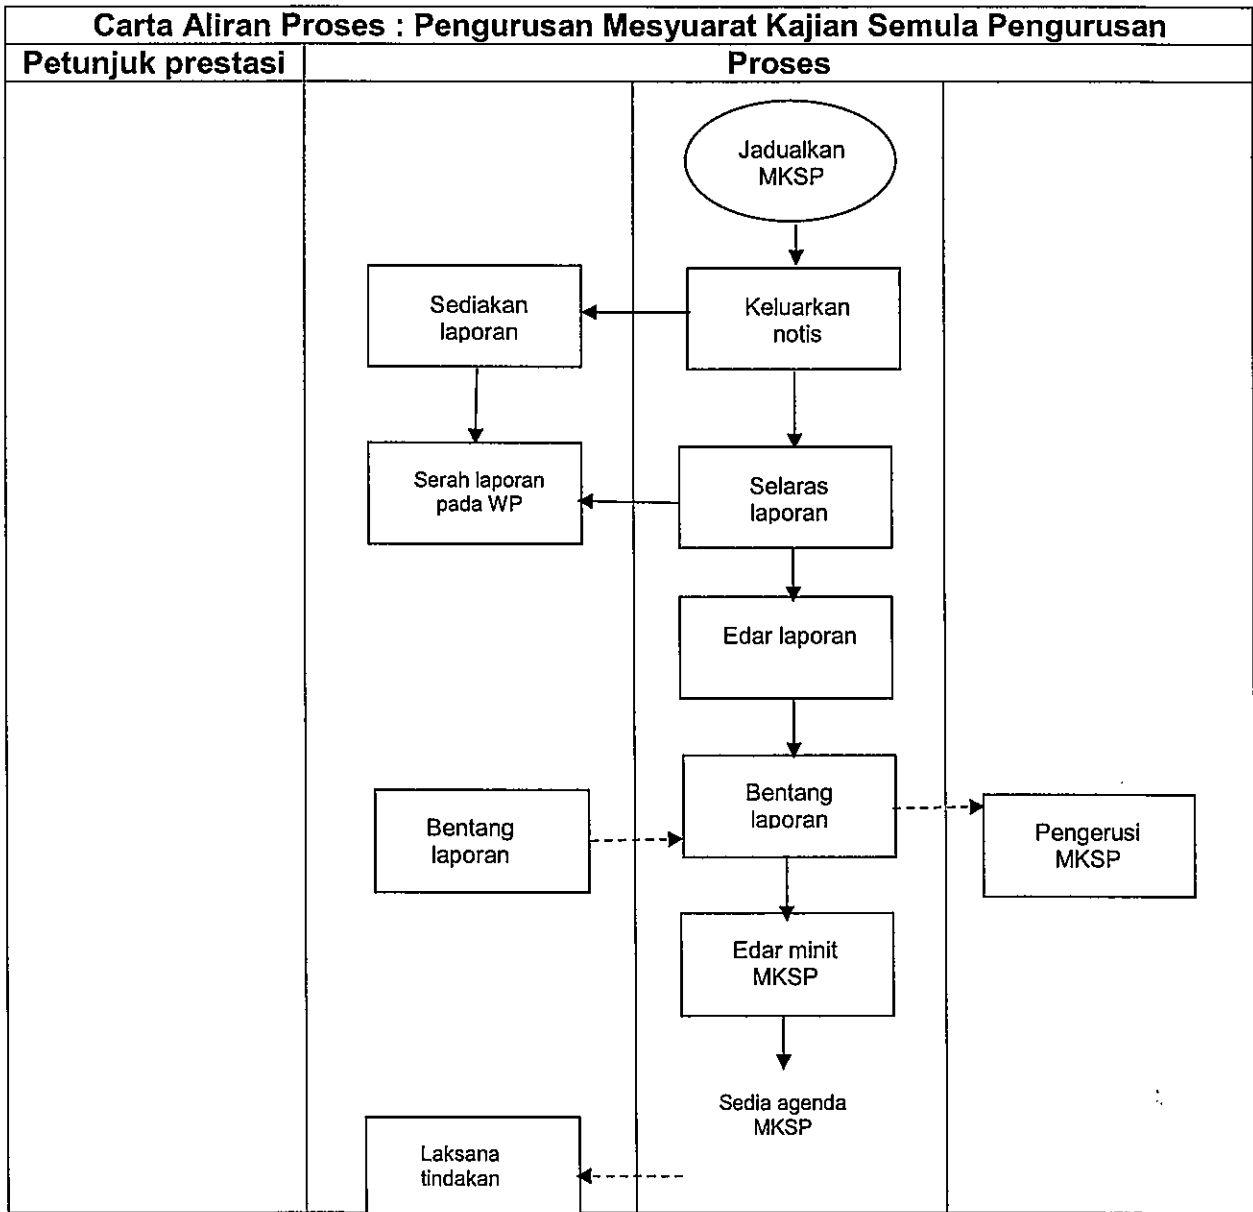 Carta Aliran Proses : Pengurusan Mesyuarat Kajian Semula Pengurusan
Petunjuk prestasi
Proses
Jadualkan
MKSP
Sediakan
laporan
Keluarkan
notis
Serah laporan
pada WP
Selaras
laporan
Edar laporan
Bentang
laporan
Bentang
laporan
Pengerusi
MKSP
Edar minit
MKSP
Sedia agenda
MKSP
Laksana
tindakan